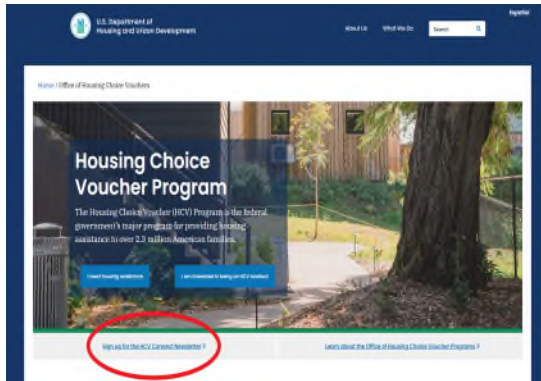 Español
U.S. Department of
Housing and Urban Development
About Us What We Do Search
Home / Office of Housing Choice Vouchers
Housing Choice
Voucher Program
The Housing Choice Voucher (HCV) Program is the federal
government's major program for providing housing
assistance to over 2.3 million American families.
I need housing assistance I am interested in being an HCV landlord
Sign up for the HCV Connect Newsletter
Learn about the Office of Housing Choice Voucher Programs